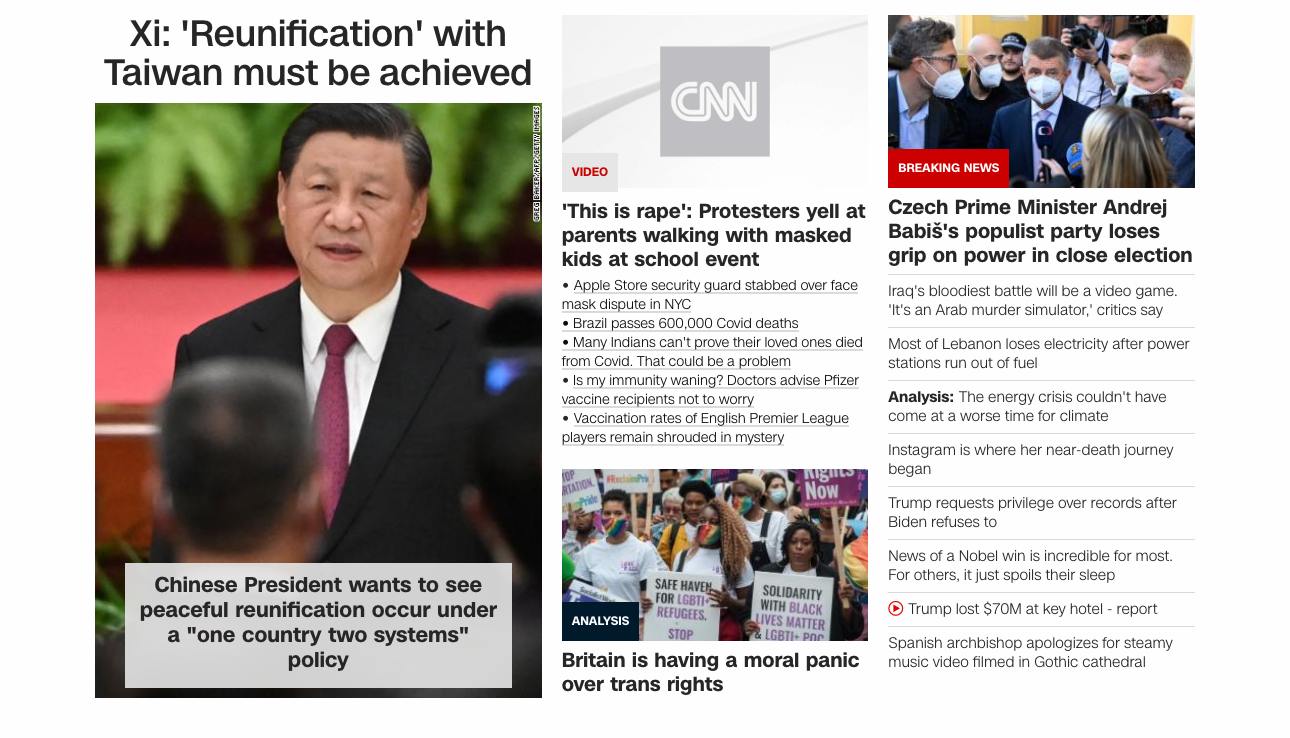 Xi: 'Reunification' with
Taiwan must be achieved
GREG BAKER/AFP/GETTY IMAGES
Chinese President wants to see
peaceful reunification occur under
a "one country two systems"
policy
CNN
VIDEO
'This is rape': Protesters yell at
parents walking with masked
kids at school event
• Apple Store security guard stabbed over face
mask dispute in NYC
• Brazil passes 600,000 Covid deaths
• Many Indians can't prove their loved ones died
from Covid. That could be a problem
• Is my immunity waning? Doctors advise Pfizer
vaccine recipients not to worry
• Vaccination rates of English Premier League
players remain shrouded in mystery
Rights
Now
SAFE HAVEN
FOR LGBTI+
REFUGEES.
STOP
SOLIDARITY
WITH BLACK
LIVES MATTER
& LGBTI+ POC
ANALYSIS
Britain is having a moral panic
over trans rights
BREAKING NEWS
Czech Prime Minister Andrej
Babiš's populist party loses
grip on power in close election
Iraq's bloodiest battle will be a video game.
'It's an Arab murder simulator,' critics say
Most of Lebanon loses electricity after power
stations run out of fuel
Analysis: The energy crisis couldn't have
come at a worse time for climate
Instagram is where her near-death journey
began
Trump requests privilege over records after
Biden refuses to
News of a Nobel win is incredible for most.
For others, it just spoils their sleep
Trump lost $70M at key hotel - report
Spanish archbishop apologizes for steamy
music video filmed in Gothic cathedral